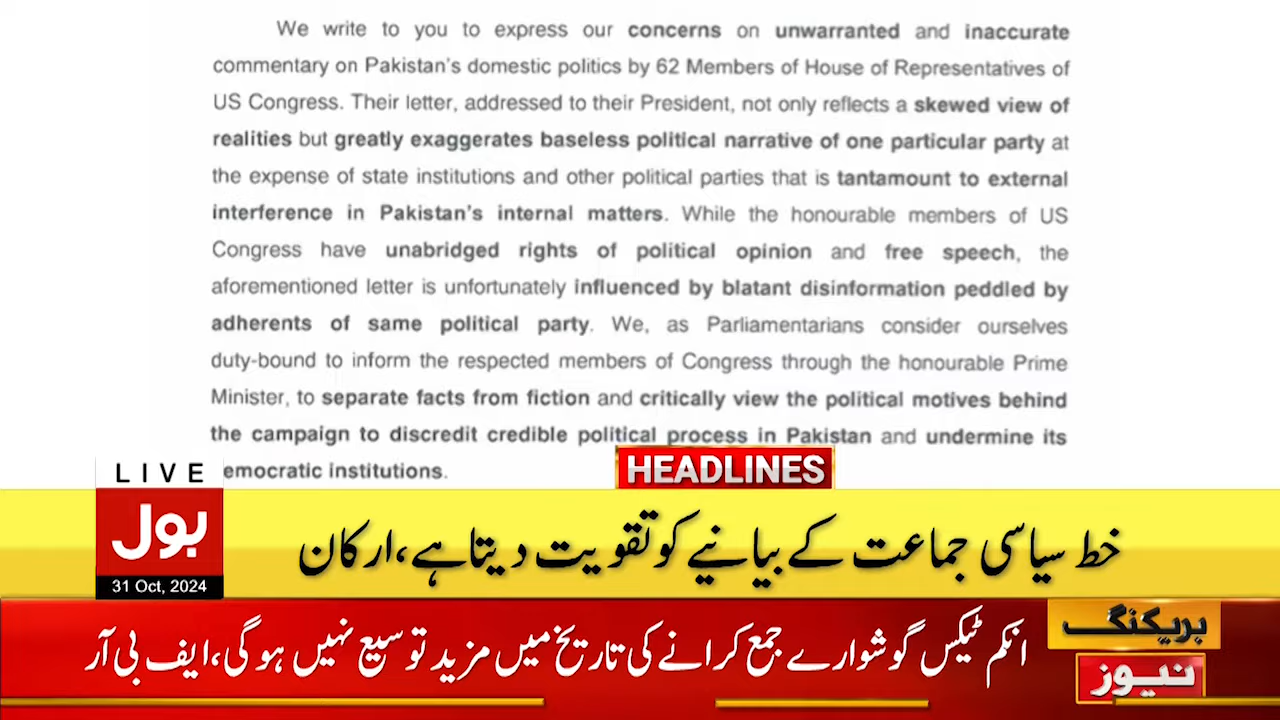 We write to you to express our concerns on unwarranted and inaccurate
commentary on Pakistan's domestic politics by 62 Members of House of Representatives of
US Congress. Their letter, addressed to their President, not only reflects a skewed view of
realities but greatly exaggerates baseless political narrative of one particular party at
the expense of state institutions and other political parties that is tantamount to external
interference in Pakistan's internal matters. While the honourable members of US
Congress have unabridged rights of political opinion and free speech, the
aforementioned letter is unfortunately influenced by blatant disinformation peddled by
adherents of same political party. We, as Parliamentarians consider ourselves
duty-bound to inform the respected members of Congress through the honourable Prime
Minister, to separate facts from fiction and critically view the political motives behind
the campaign to discredit credible political process in Pakistan and undermine its
emocratic institutions.
HEADLINES
LIVE
بول
31 Oct, 2024
خط سیاسی جماعت کے بیانیے کو تقویت دیتا ہے، ارکان
بریکنگ
نیوز
انکم ٹیکس گوشوارے جمع کرانے کی تاریخ میں مزید توسیع نہیں ہوگی، ایف بی آر